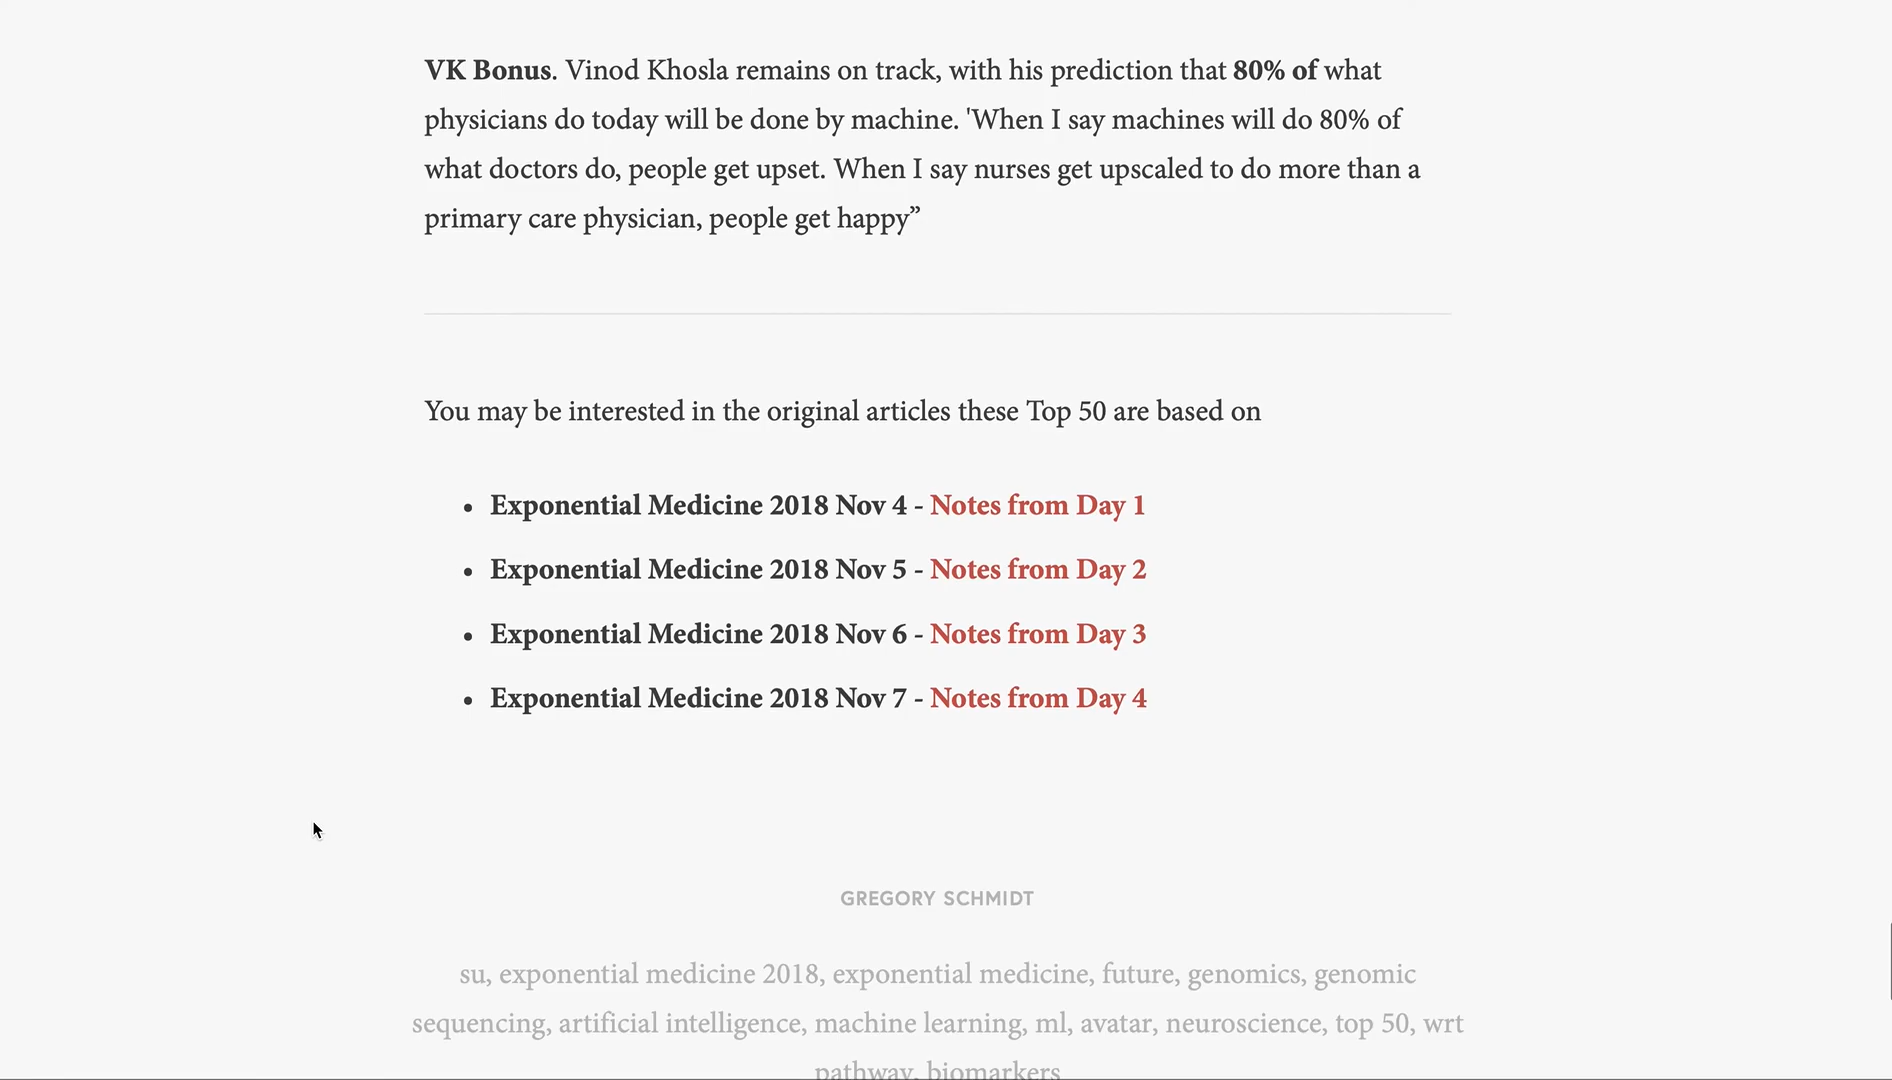 VK Bonus. Vinod Khosla remains on track, with his prediction that 80% of what
physicians do today will be done by machine. 'When I say machines will do 80% of
what doctors do, people get upset. When I say nurses get upscaled to do more than a
primary care physician, people get happy”
You may be interested in the original articles these Top 50 are based on
• Exponential Medicine 2018 Nov 4 - Notes from Day 1
• Exponential Medicine 2018 Nov 5 - Notes from Day 2
• Exponential Medicine 2018 Nov 6 - Notes from Day 3
• Exponential Medicine 2018 Nov 7 - Notes from Day 4
GREGORY SCHMIDT
su, exponential medicine 2018, exponential medicine, future, genomics, genomic
sequencing, artificial intelligence, machine learning, ml, avatar, neuroscience, top 50, wrt
pathway, biomarkers